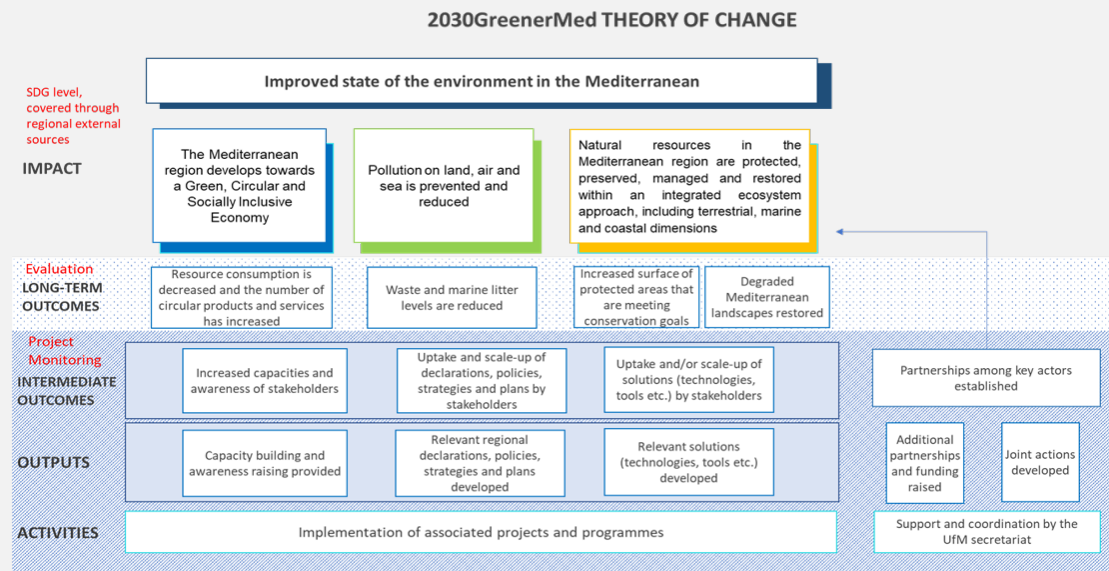 2030GreenerMed THEORY OF CHANGE
Improved state of the environment in the Mediterranean
SDG level,
covered through
regional external
sources
IMPACT
The Mediterranean
region develops towards
a Green, Circular and
Socially Inclusive
Economy
Pollution on land, air and
sea is prevented and
reduced
Natural resources in the
Mediterranean region are protected,
preserved, managed and restored
within an integrated ecosystem
approach, including terrestrial, marine
and coastal dimensions
Evaluation
LONG-TERM
OUTCOMES
Resource consumption is
decreased and the number of
circular products and services
has increased
Waste and marine litter
levels are reduced
Increased surface of
protected areas that
are meeting
conservation goals
Degraded
Mediterranean
landscapes restored
Project
Monitoring
INTERMEDIATE
OUTCOMES
Increased capacities and
awareness of stakeholders
Uptake and scale-up of
declarations, policies,
strategies and plans by
stakeholders
Uptake and/or scale-up of
solutions (technologies,
tools etc.) by stakeholders
Partnerships among key actors
established
OUTPUTS
Capacity building and
awareness raising provided
Relevant regional
declarations, policies,
strategies and plans
developed
Relevant solutions
(technologies, tools etc.)
developed
Additional
partnerships
and funding
raised
Joint actions
developed
ACTIVITIES
Implementation of associated projects and programmes
Support and coordination by the
UfM secretariat